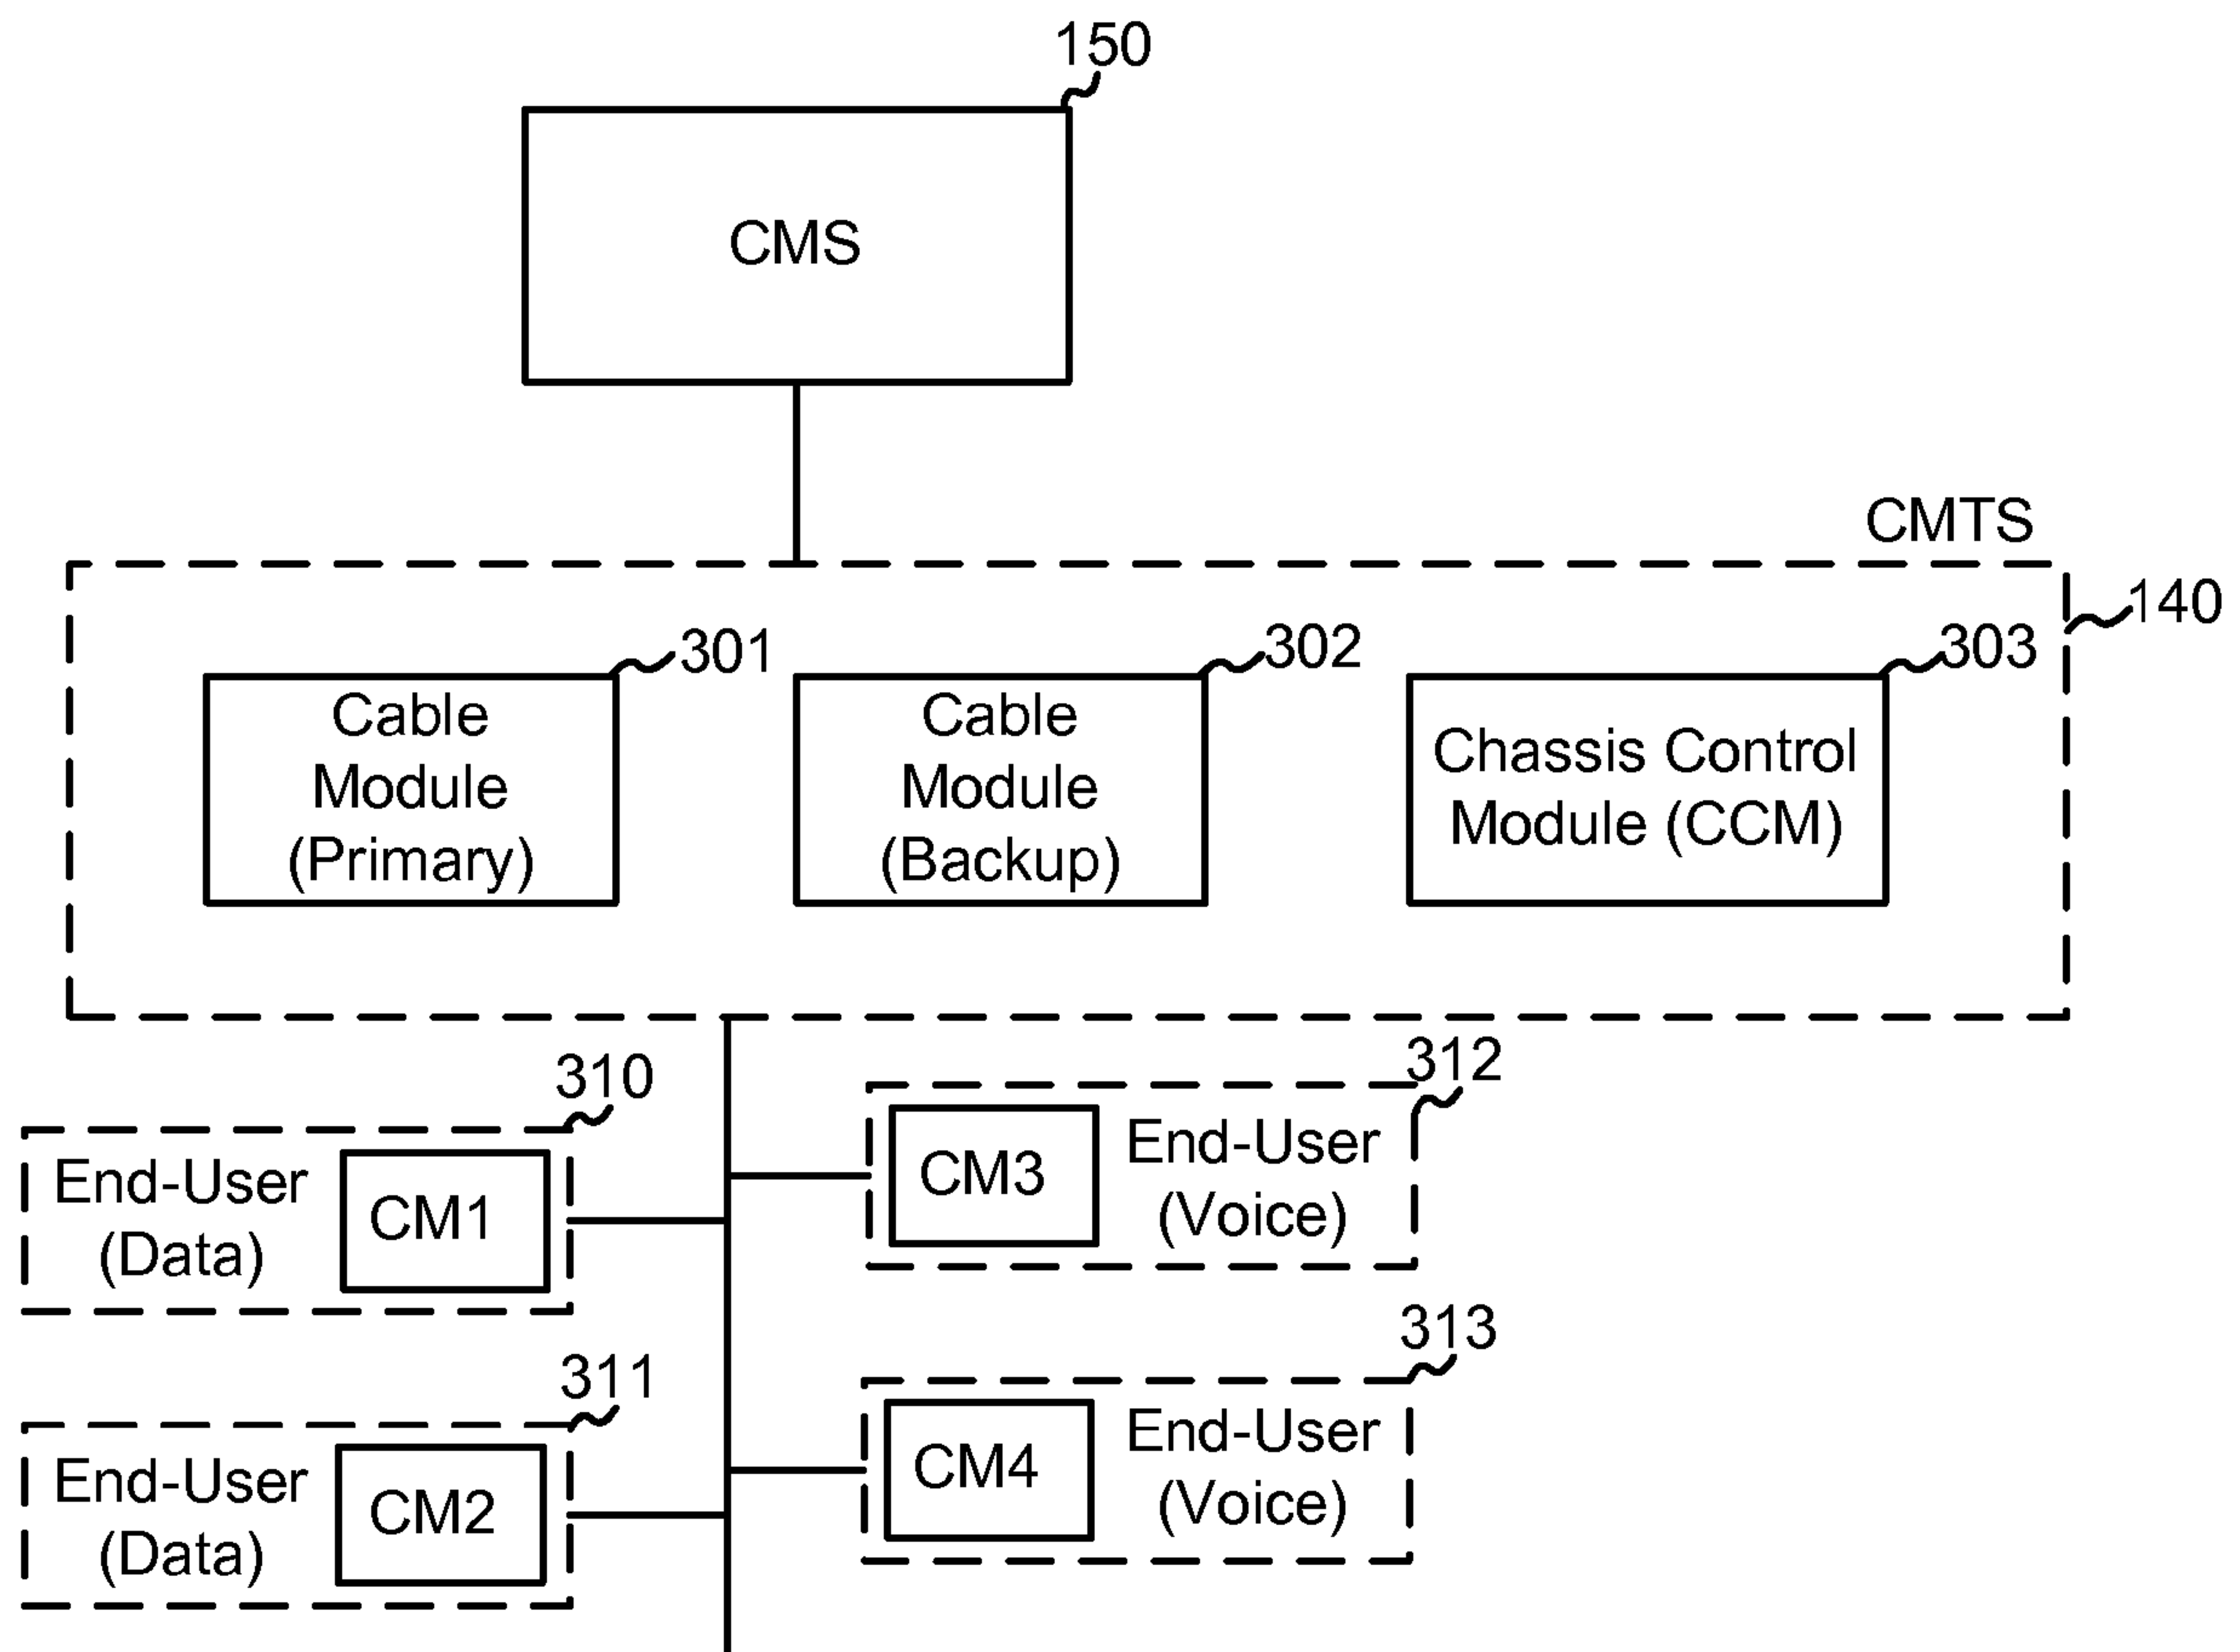 150
CMS
CMTS
140
301
302
303
Cable
Module
(Primary)
Cable
Module
(Backup)
Chassis Control
Module (CCM)
310
312
End-User
(Data)
CM1
CM3
End-User
(Voice)
311
313
End-User
(Data)
CM2
CM4
End-User
(Voice)